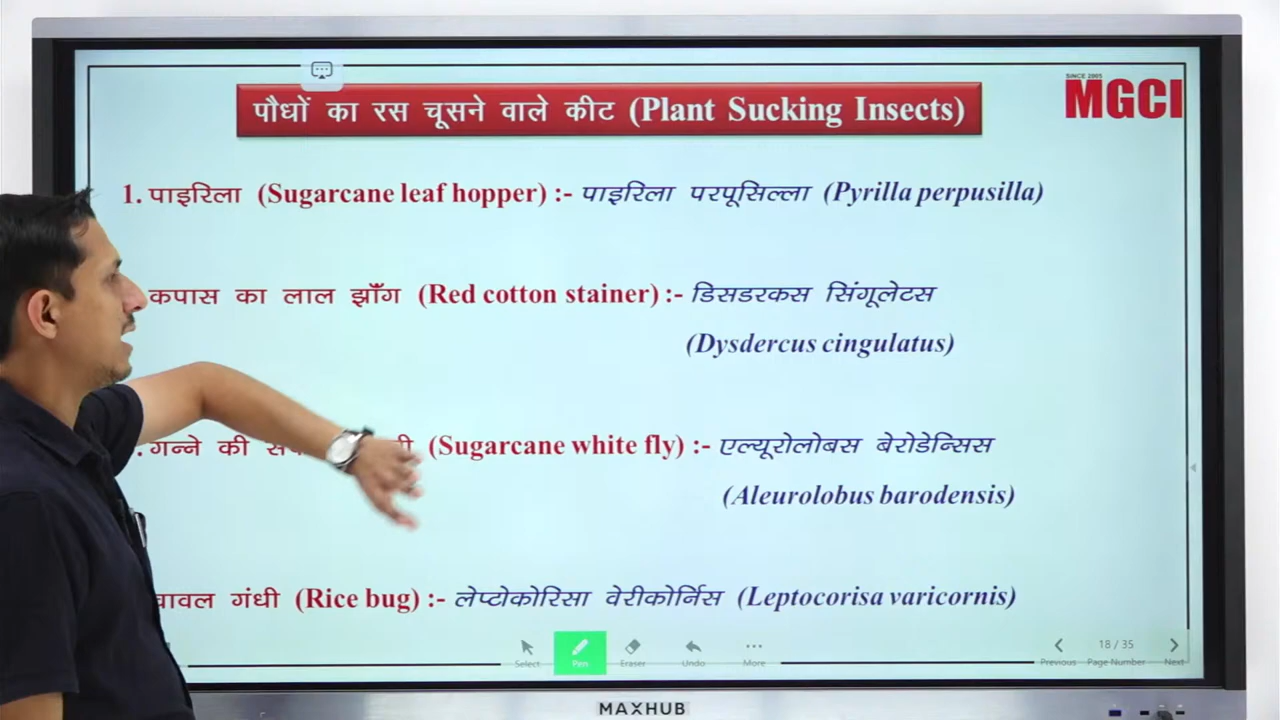 SINCE 2005
MGCI
पौधों का रस चूसने वाले कीट (Plant Sucking Insects)
1. पाइरिला (Sugarcane leaf hopper) :- पाइरिला परपूसिल्ला (Pyrilla perpusilla)
कपास का लाल झाँग (Red cotton stainer) :- डिसडरकस सिंगूलेटस
(Dysdercus cingulatus)
. गन्ने की (Sugarcane white fly) :- एल्यूरोलोबस बेरोडेन्सिस
(Aleurolobus barodensis)
चावल गंधी (Rice bug) :- लेप्टोकोरिसा वेरीकोर्निस (Leptocorisa varicornis)
Select Pen Eraser Undo More
Previous 18 / 35 Page Number Next
MAXHUB